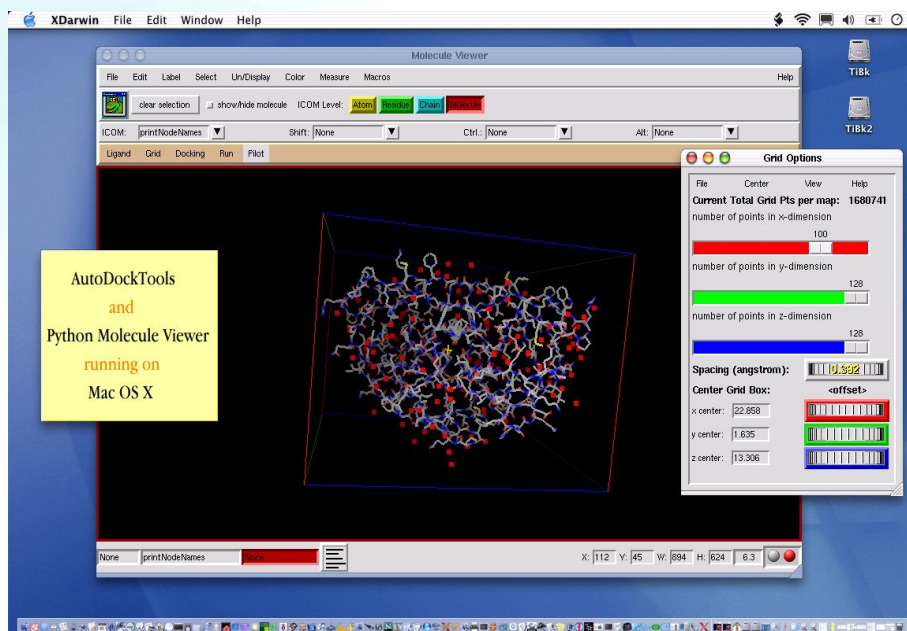 XDarwin File Edit Window Help
Molecule Viewer
File Edit Label Select Un/Display Color Measure Macros Help
clear selection show/hide molecule ICOM Level: Atom Residue Chain Molecule
ICOM: printNodeNames Shift: None Ctrl.: None Alt: None
Ligand Grid Docking Run Pilot
TiBk
TiBk2
Grid Options
File Center View Help
Current Total Grid Pts per map: 1680741
number of points in x-dimension
100
number of points in y-dimension
128
number of points in z-dimension
128
Spacing (angstrom): 0.392
Center Grid Box: <offset>
x center: 22.858
y center: 1.635
z center: 13.306
AutoDockTools
and
Python Molecule Viewer
running on
Mac OS X
None printNodeNames None X: 112 Y: 45 W: 894 H: 624 6.3